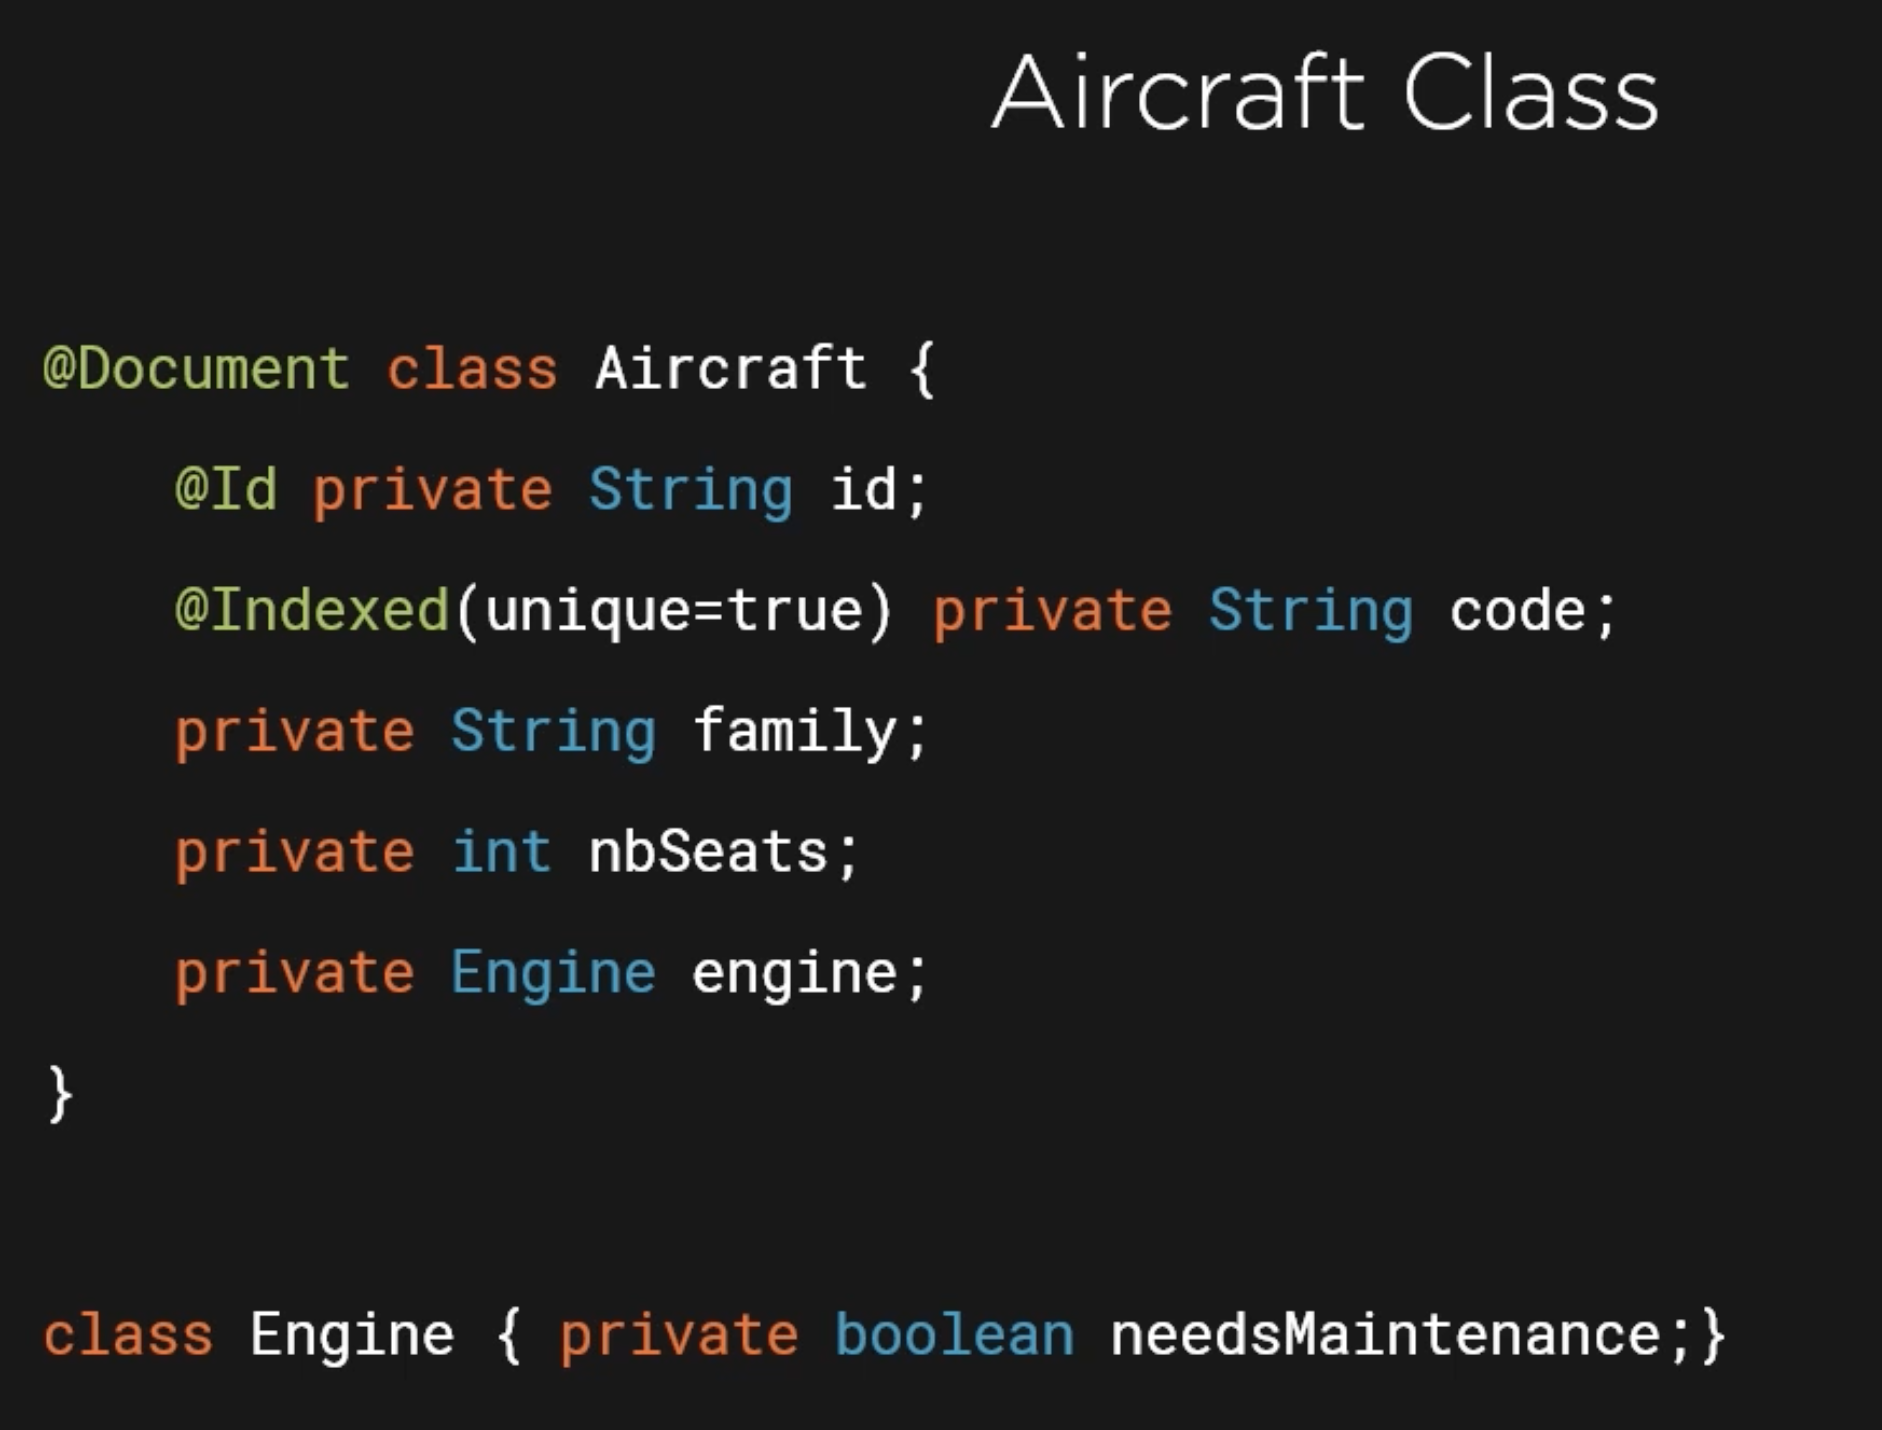 Aircraft Class
@Document class Aircraft {
@Id private String id;
@Indexed(unique=true) private String code;
private String family;
private int nbSeats;
private Engine engine;
}
class Engine { private boolean needsMaintenance;}